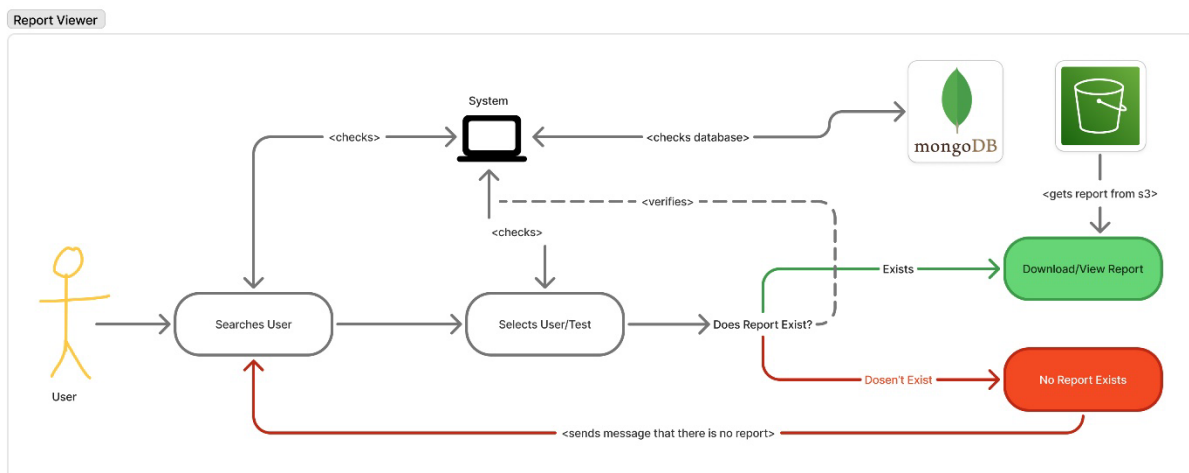 Report Viewer
System
<checks>
<checks database>
mongoDB
<gets report from s3>
<verifies>
<checks>
Exists
Download/View Report
Searches User
Selects User/Test
Does Report Exist?
Dosen't Exist
No Report Exists
User
<sends message that there is no report>